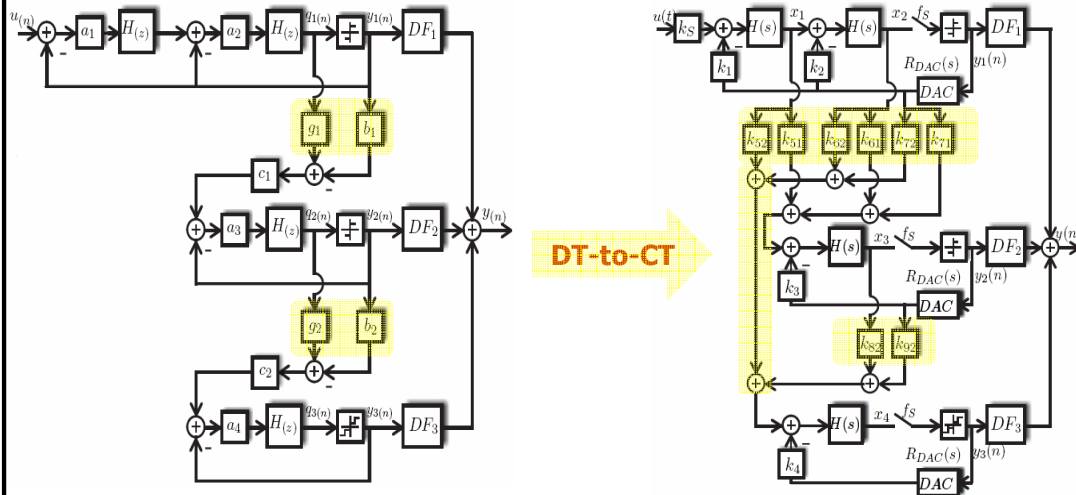 u(n) a1 H(z) a2 H(z) q1(n) y1(n) DF1
g1 b1
c1
a3 H(z) q2(n) y2(n) DF2 y(n)
g2 b2
c2
a4 H(z) q3(n) y3(n) DF3
DT-to-CT
u(t) kS H(s) x1 H(s) x2 fS DF1
k1 k2 RDAC(s) y1(n)
DAC
k52 k51 k62 k61 k72 k71
H(s) x3 fS DF2 y(n
k3 RDAC(s) y2(n)
DAC
k82 k92
H(s) x4 fS DF3
k4 RDAC(s) y3(n)
DAC